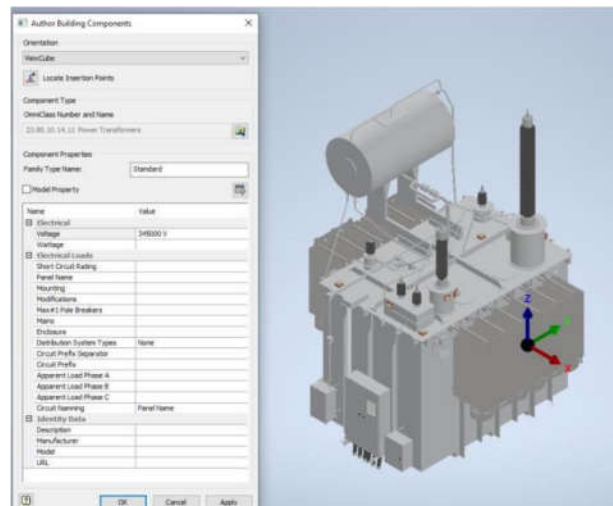 Author Building Components
Orientation
ViewCube
Locate Insertion Points
Component Type
OmniClass Number and Name
23.80.10.14.11 Power Transformers
Component Properties
Family Type Name: Standard
Model Property
Name Value
Electrical
Voltage 345000 V
Wattage
Electrical Loads
Short Circuit Rating
Panel Name
Mounting
Modifications
Max #1 Pole Breakers
Mains
Enclosure
Distribution System Types None
Circuit Prefix Separator
Circuit Prefix
Apparent Load Phase A
Apparent Load Phase B
Apparent Load Phase C
Circuit Namming Panel Name
Identity Data
Description
Manufacturer
Model
URL
OK Cancel Apply
Z
X